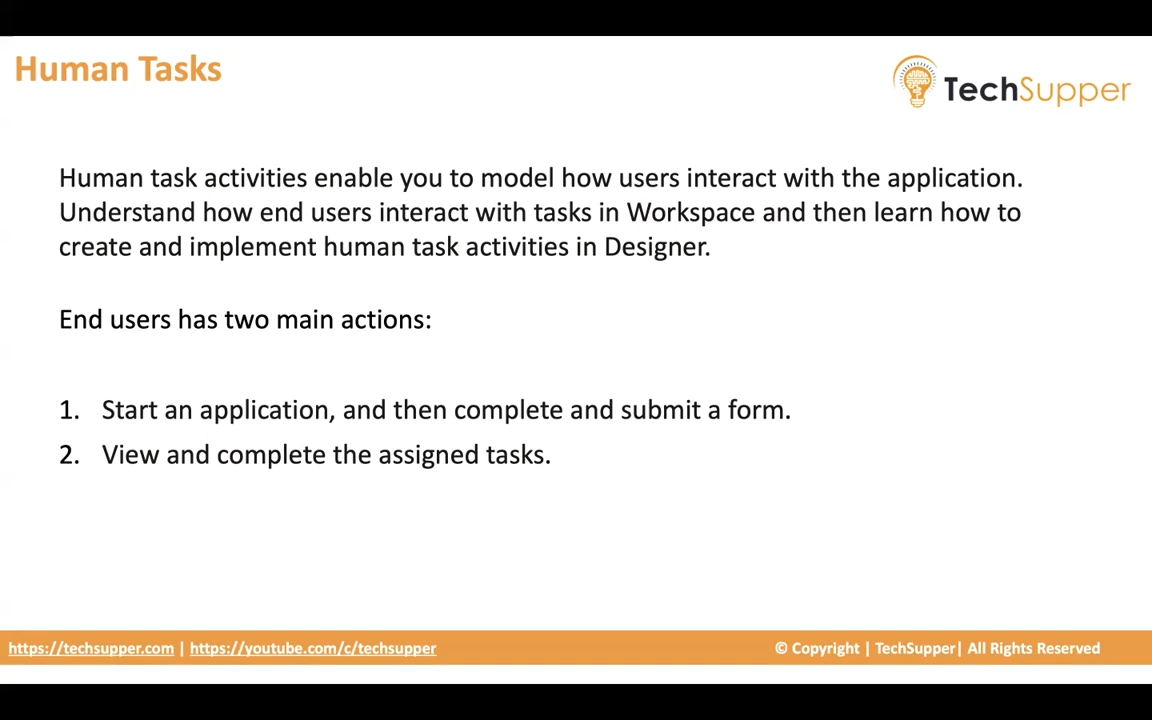 Human Tasks
TechSupper
Human task activities enable you to model how users interact with the application.
Understand how end users interact with tasks in Workspace and then learn how to
create and implement human task activities in Designer.
End users has two main actions:
1. Start an application, and then complete and submit a form.
2. View and complete the assigned tasks.
https://techsupper.com | https://youtube.com/c/techsupper
© Copyright | TechSupper| All Rights Reserved